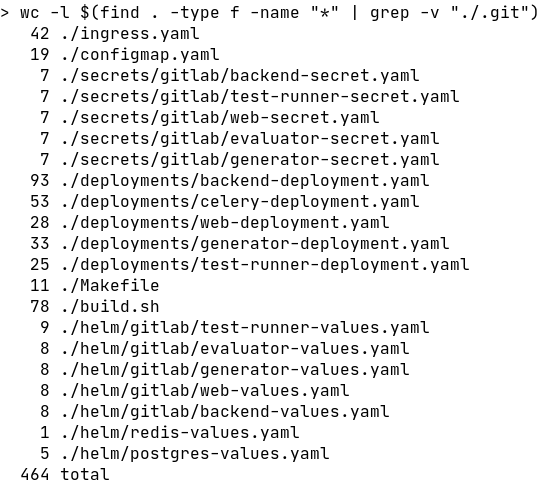 > wc -l $(find . -type f -name "*" | grep -v "./.git")
42 ./ingress.yaml
19 ./configmap.yaml
7 ./secrets/gitlab/backend-secret.yaml
7 ./secrets/gitlab/test-runner-secret.yaml
7 ./secrets/gitlab/web-secret.yaml
7 ./secrets/gitlab/evaluator-secret.yaml
7 ./secrets/gitlab/generator-secret.yaml
93 ./deployments/backend-deployment.yaml
53 ./deployments/celery-deployment.yaml
28 ./deployments/web-deployment.yaml
33 ./deployments/generator-deployment.yaml
25 ./deployments/test-runner-deployment.yaml
11 ./Makefile
78 ./build.sh
9 ./helm/gitlab/test-runner-values.yaml
8 ./helm/gitlab/evaluator-values.yaml
8 ./helm/gitlab/generator-values.yaml
8 ./helm/gitlab/web-values.yaml
8 ./helm/gitlab/backend-values.yaml
1 ./helm/redis-values.yaml
5 ./helm/postgres-values.yaml
464 total